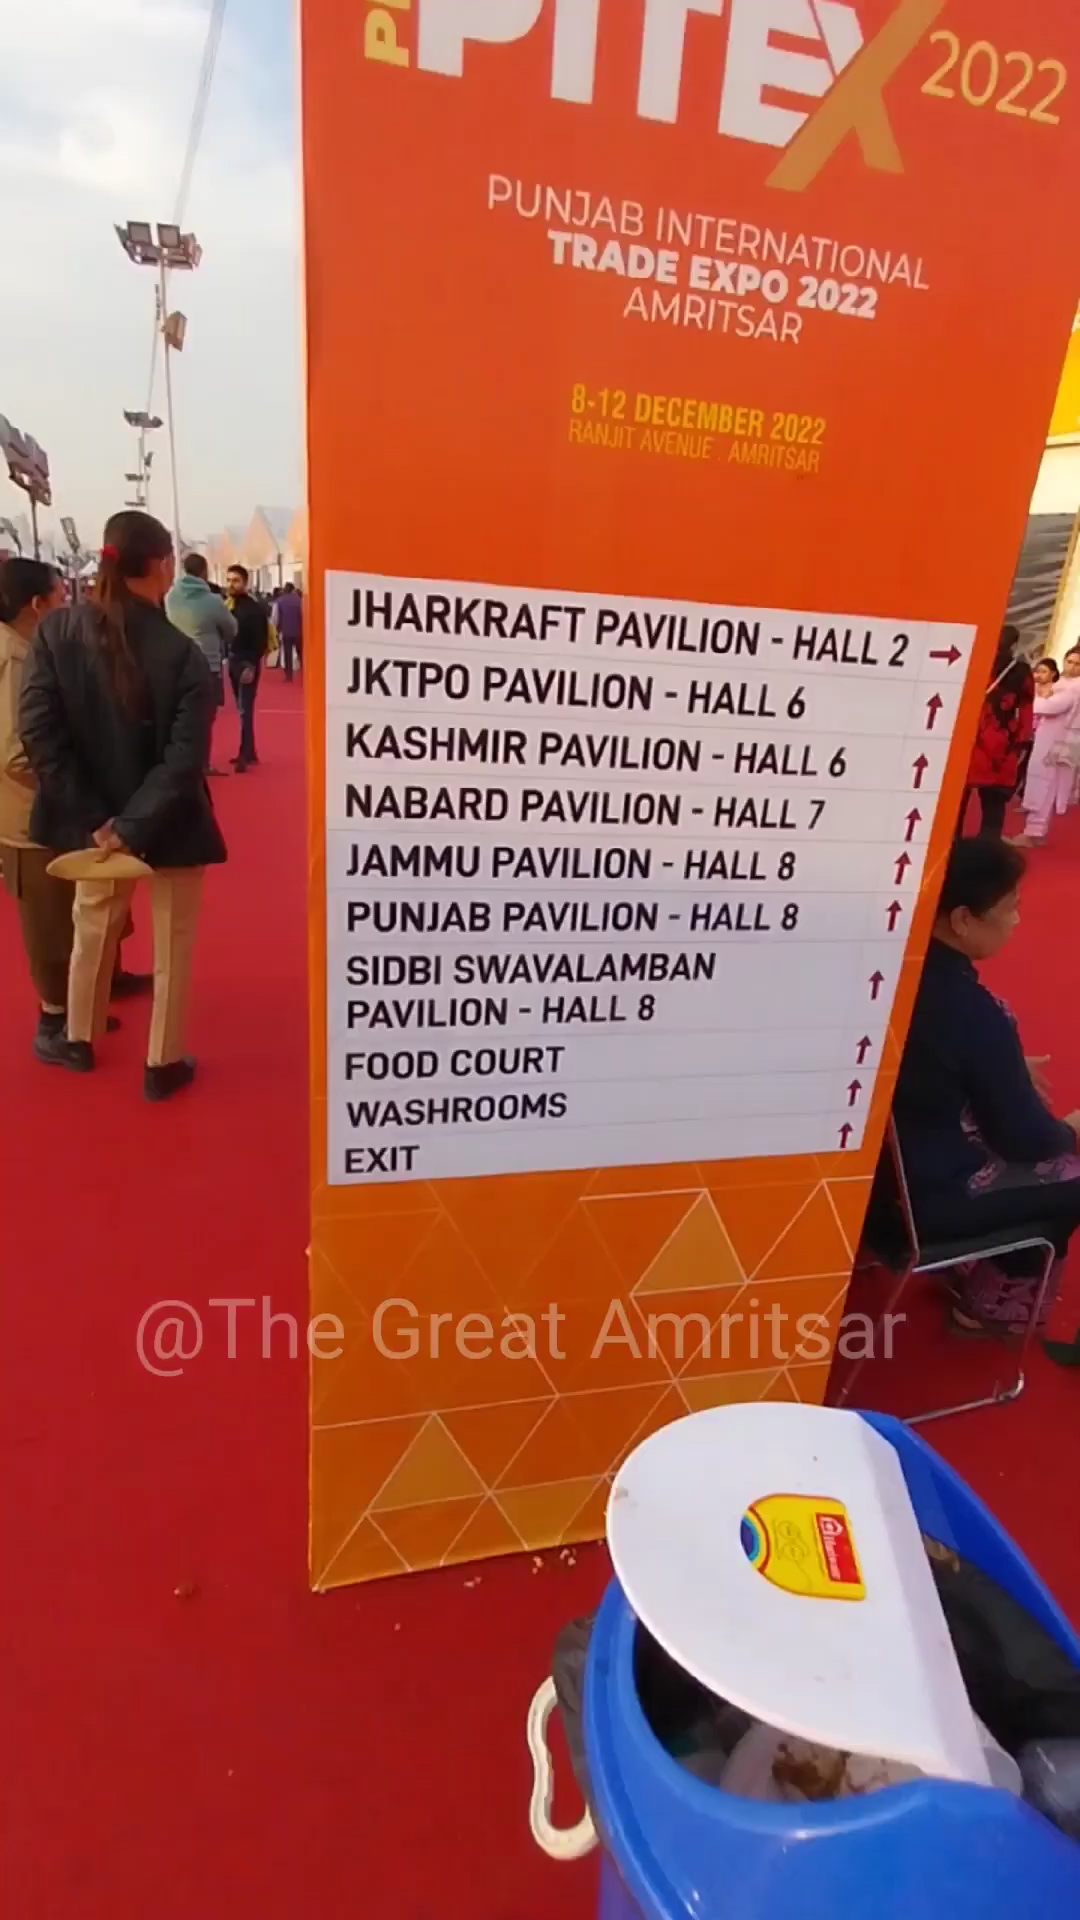 PITEX 2022
PUNJAB INTERNATIONAL
TRADE EXPO 2022
AMRITSAR
8-12 DECEMBER 2022
RANJIT AVENUE . AMRITSAR
JHARKRAFT PAVILION - HALL 2 →
JKTPO PAVILION - HALL 6 ↑
KASHMIR PAVILION - HALL 6 ↑
NABARD PAVILION - HALL 7 ↑
JAMMU PAVILION - HALL 8 ↑
PUNJAB PAVILION - HALL 8 ↑
SIDBI SWAVALAMBAN
PAVILION - HALL 8 ↑
FOOD COURT ↑
WASHROOMS ↑
EXIT ↑
@The Great Amritsar